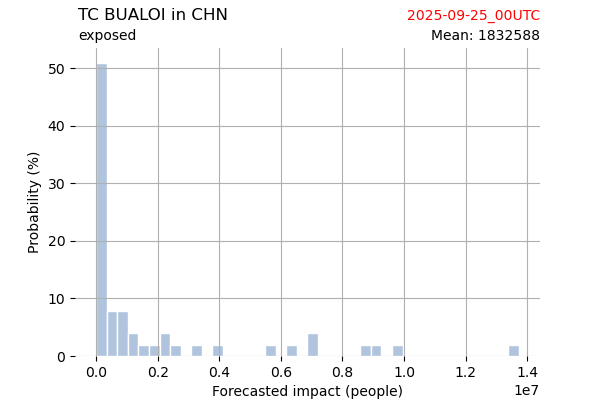 TC BUALOI in CHN
2025-09-25_00UTC
exposed
Mean: 1832588
Probability (%)
50
40
30
20
10
0
0.0 0.2 0.4 0.6 0.8 1.0 1.2 1.4
1e7
Forecasted impact (people)